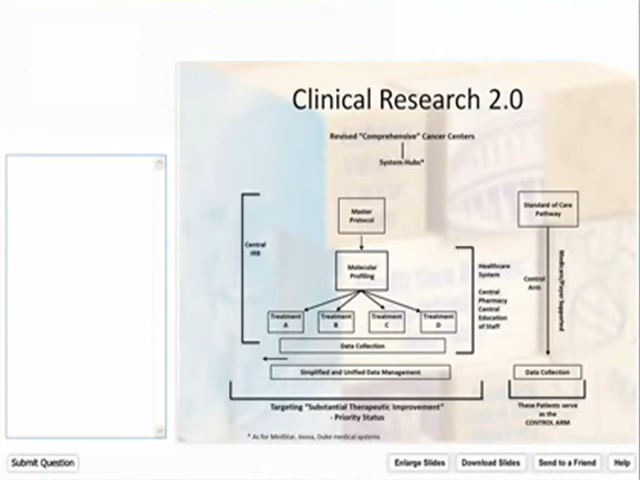 Clinical Research 2.0
Revised "Comprehensive" Cancer Centers
System Hubs*
Master
Protocol
Standard of Care
Pathway
Central
IRB
Molecular
Profiling
Healthcare
System
Central
Pharmacy
Central
Education
of Staff
Control
Arm
Medicare/Payer Supported
Treatment
A
Treatment
B
Treatment
C
Treatment
D
Data Collection
Simplified and Unified Data Management
Data Collection
Targeting "Substantial Therapeutic Improvement"
- Priority Status
These Patients serve
as the
CONTROL ARM
* As for MedStar, Inova, Duke medical systems
Submit Question
Enlarge Slides
Download Slides
Send to a Friend
Help